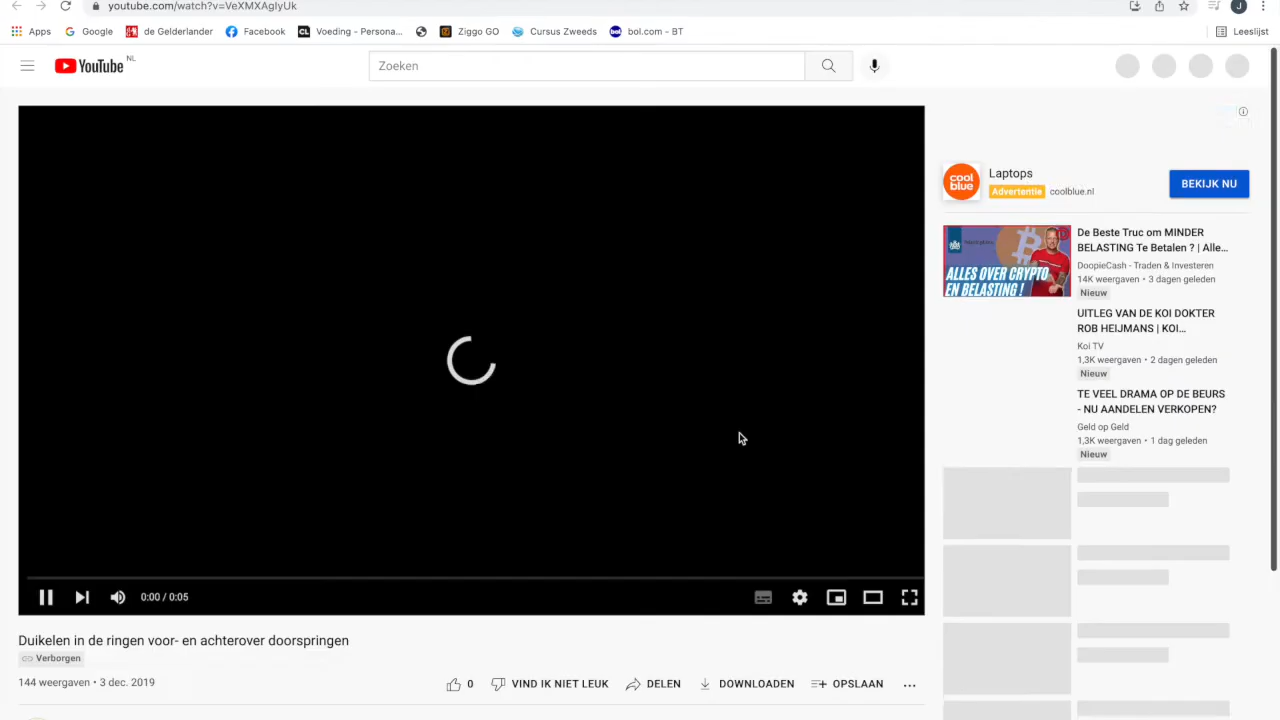 youtube.com/watch?v=VeXMXAglyUk
J
Apps
Google
de Gelderlander
Facebook
CL Voeding - Persona...
Ziggo GO
Cursus Zweeds
bol bol.com - BT
Leeslijst
YouTube NL
Zoeken
cool
blue
Laptops
Advertentie coolblue.nl
BEKIJK NU
ALLES OVER CRYPTO
EN BELASTING !
De Beste Truc om MINDER
BELASTING Te Betalen ? | Alle...
DoopieCash - Traden & Investeren
14K weergaven • 3 dagen geleden
Nieuw
UITLEG VAN DE KOI DOKTER
ROB HEIJMANS | KOI...
Koi TV
1,3K weergaven • 2 dagen geleden
Nieuw
TE VEEL DRAMA OP DE BEURS
- NU AANDELEN VERKOPEN?
Geld op Geld
1,3K weergaven • 1 dag geleden
Nieuw
0:00 / 0:05
Duikelen in de ringen voor- en achterover doorspringen
Verborgen
144 weergaven • 3 dec. 2019
0
VIND IK NIET LEUK
DELEN
DOWNLOADEN
OPSLAAN
...